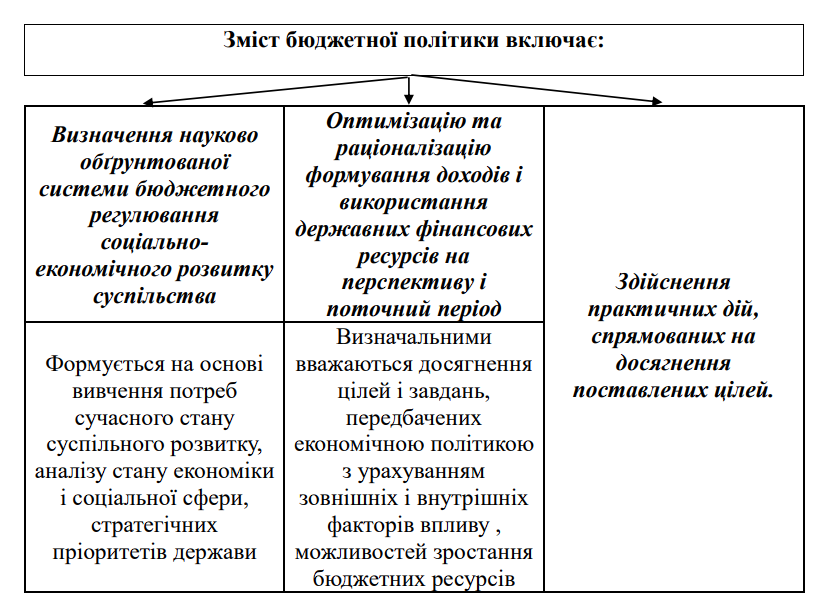 Зміст бюджетної політики включає:
Визначення науково
обґрунтованої
системи бюджетного
регулювання
соціально-
економічного розвитку
суспільства
Оптимізацію та
раціоналізацію
формування доходів і
використання
державних фінансових
ресурсів на
перспективу і
поточний період
Здійснення
практичних дій,
спрямованих на
досягнення
поставлених цілей.
Формується на основі
вивчення потреб
сучасного стану
суспільного розвитку,
аналізу стану економіки
і соціальної сфери,
стратегічних
пріоритетів держави
Визначальними
вважаються досягнення
цілей і завдань,
передбачених
економічною політикою
з урахуванням
зовнішніх і внутрішніх
факторів впливу ,
можливостей зростання
бюджетних ресурсів